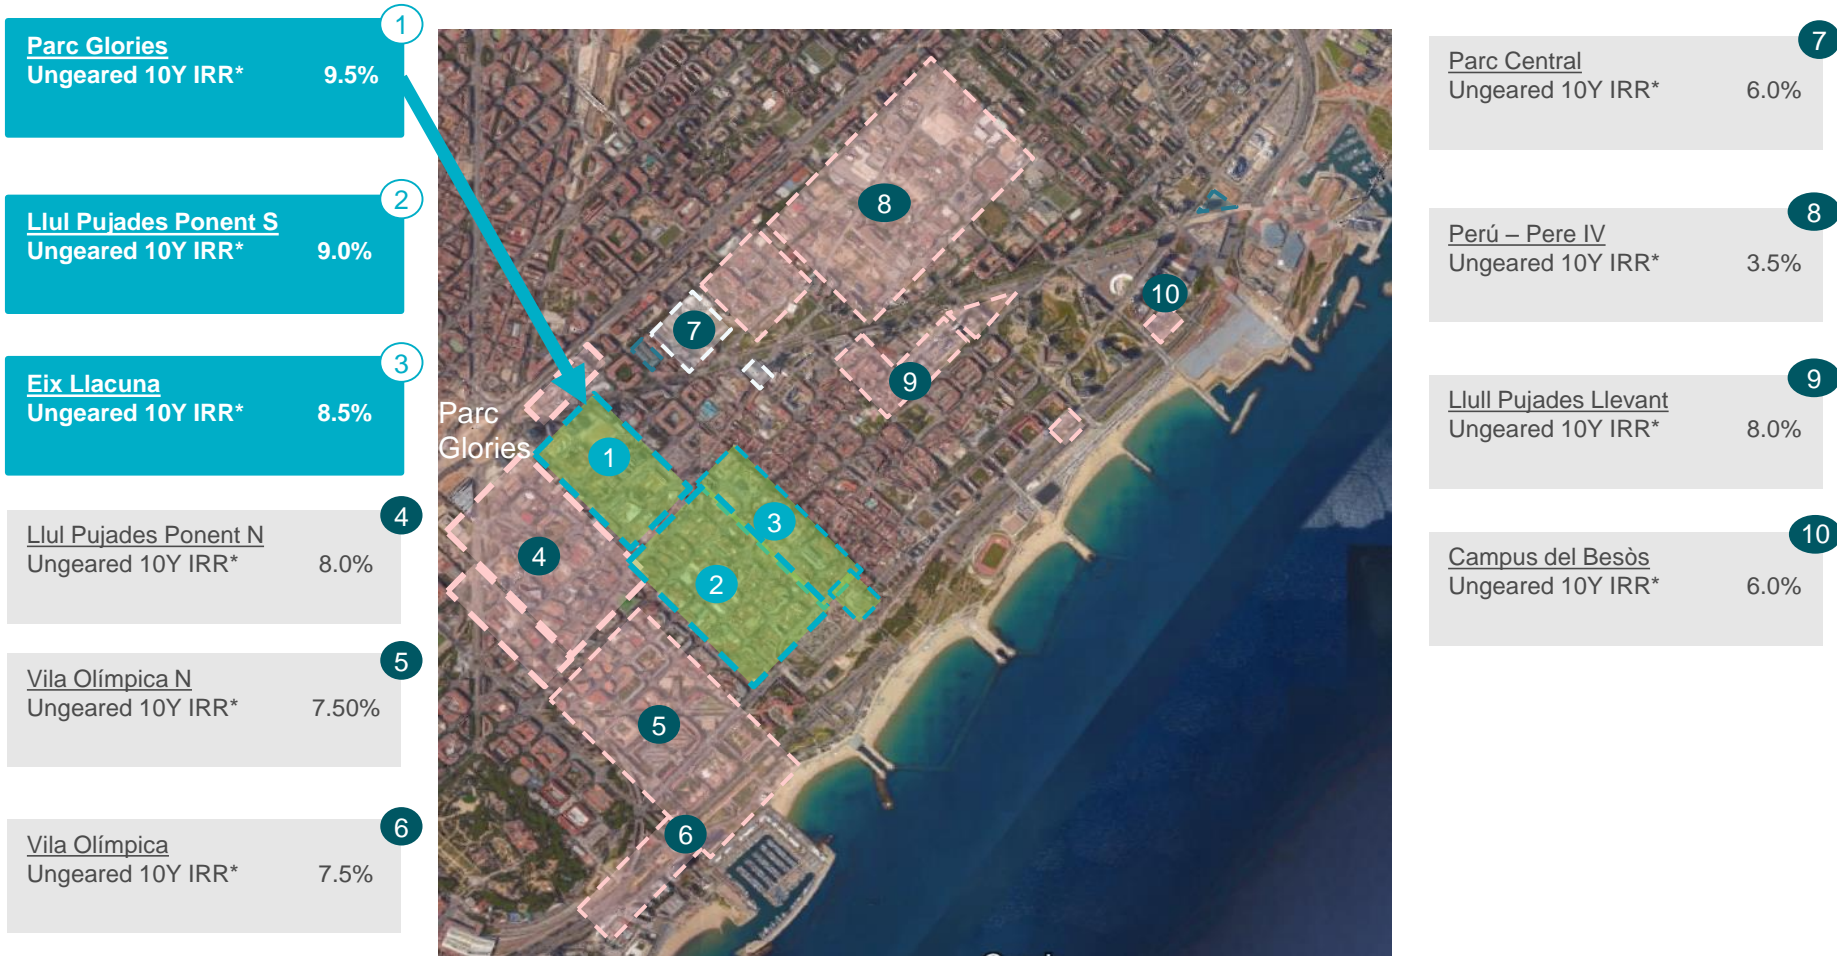 1
Parc Glories
Ungeared 10Y IRR* 9.5%
2
Llul Pujades Ponent S
Ungeared 10Y IRR* 9.0%
3
Eix Llacuna
Ungeared 10Y IRR* 8.5%
4
Llul Pujades Ponent N
Ungeared 10Y IRR* 8.0%
5
Vila Olímpica N
Ungeared 10Y IRR* 7.50%
6
Vila Olímpica
Ungeared 10Y IRR* 7.5%
8
10
7
9
Parc
Glories
1
3
4
2
5
6
7
Parc Central
Ungeared 10Y IRR* 6.0%
8
Perú – Pere IV
Ungeared 10Y IRR* 3.5%
9
Llull Pujades Llevant
Ungeared 10Y IRR* 8.0%
10
Campus del Besòs
Ungeared 10Y IRR* 6.0%